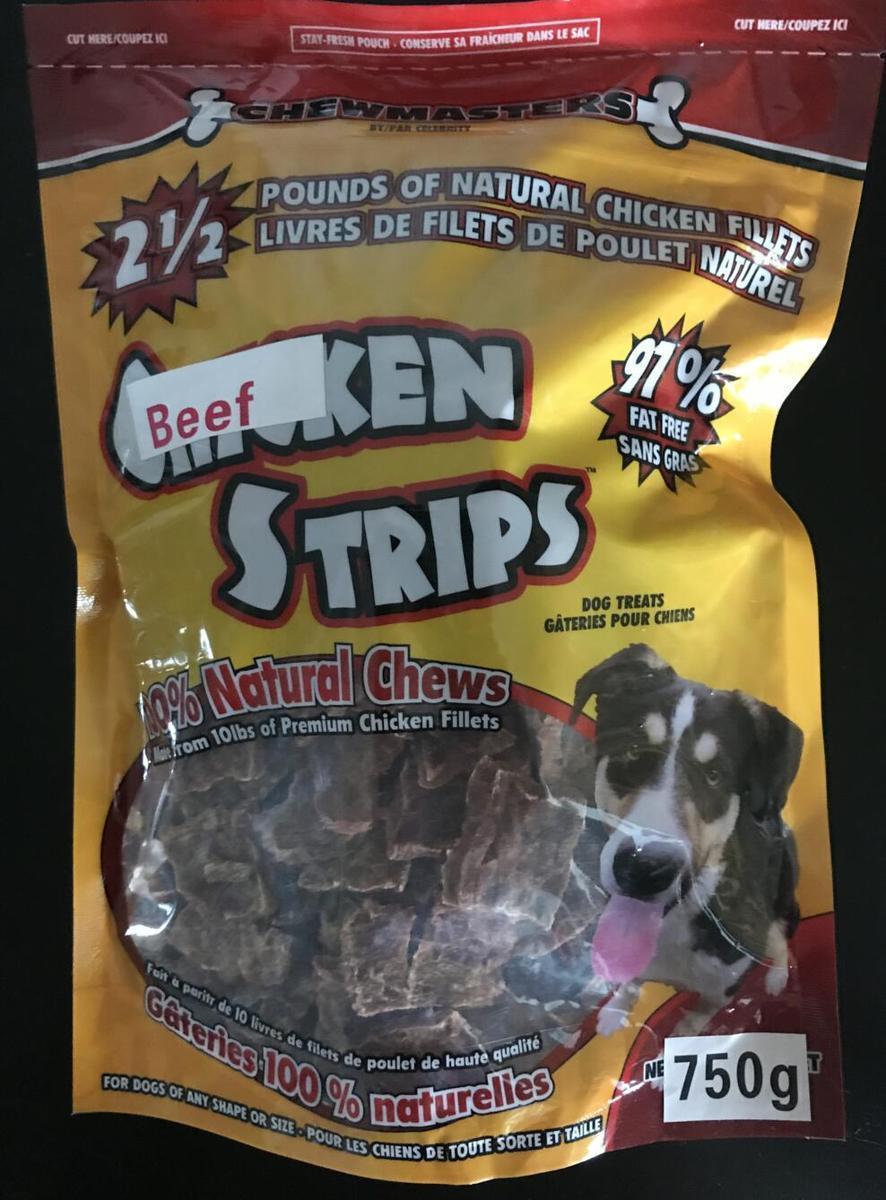 CUT HERE/COUPEZ ICI
STAY-FRESH POUCH - CONSERVE SA FRAÎCHEUR DANS LE SAC
CUT HERE/COUPEZ ICI
CHEWMASTERS
BY/PAR CELEBRITY
2 1/2
POUNDS OF NATURAL CHICKEN FILLETS
LIVRES DE FILETS DE POULET NATUREL
97%
FAT FREE
SANS GRAS
Beef
STRIPS™
DOG TREATS
GÂTERIES POUR CHIENS
Natural Chews
from 10lbs of Premium Chicken Fillets
Fait à paritr de 10 livres de filets de poulet de haute qualité
Gâteries 100% naturelles
FOR DOGS OF ANY SHAPE OR SIZE - POUR LES CHIENS DE TOUTE SORTE ET TAILLE
750g